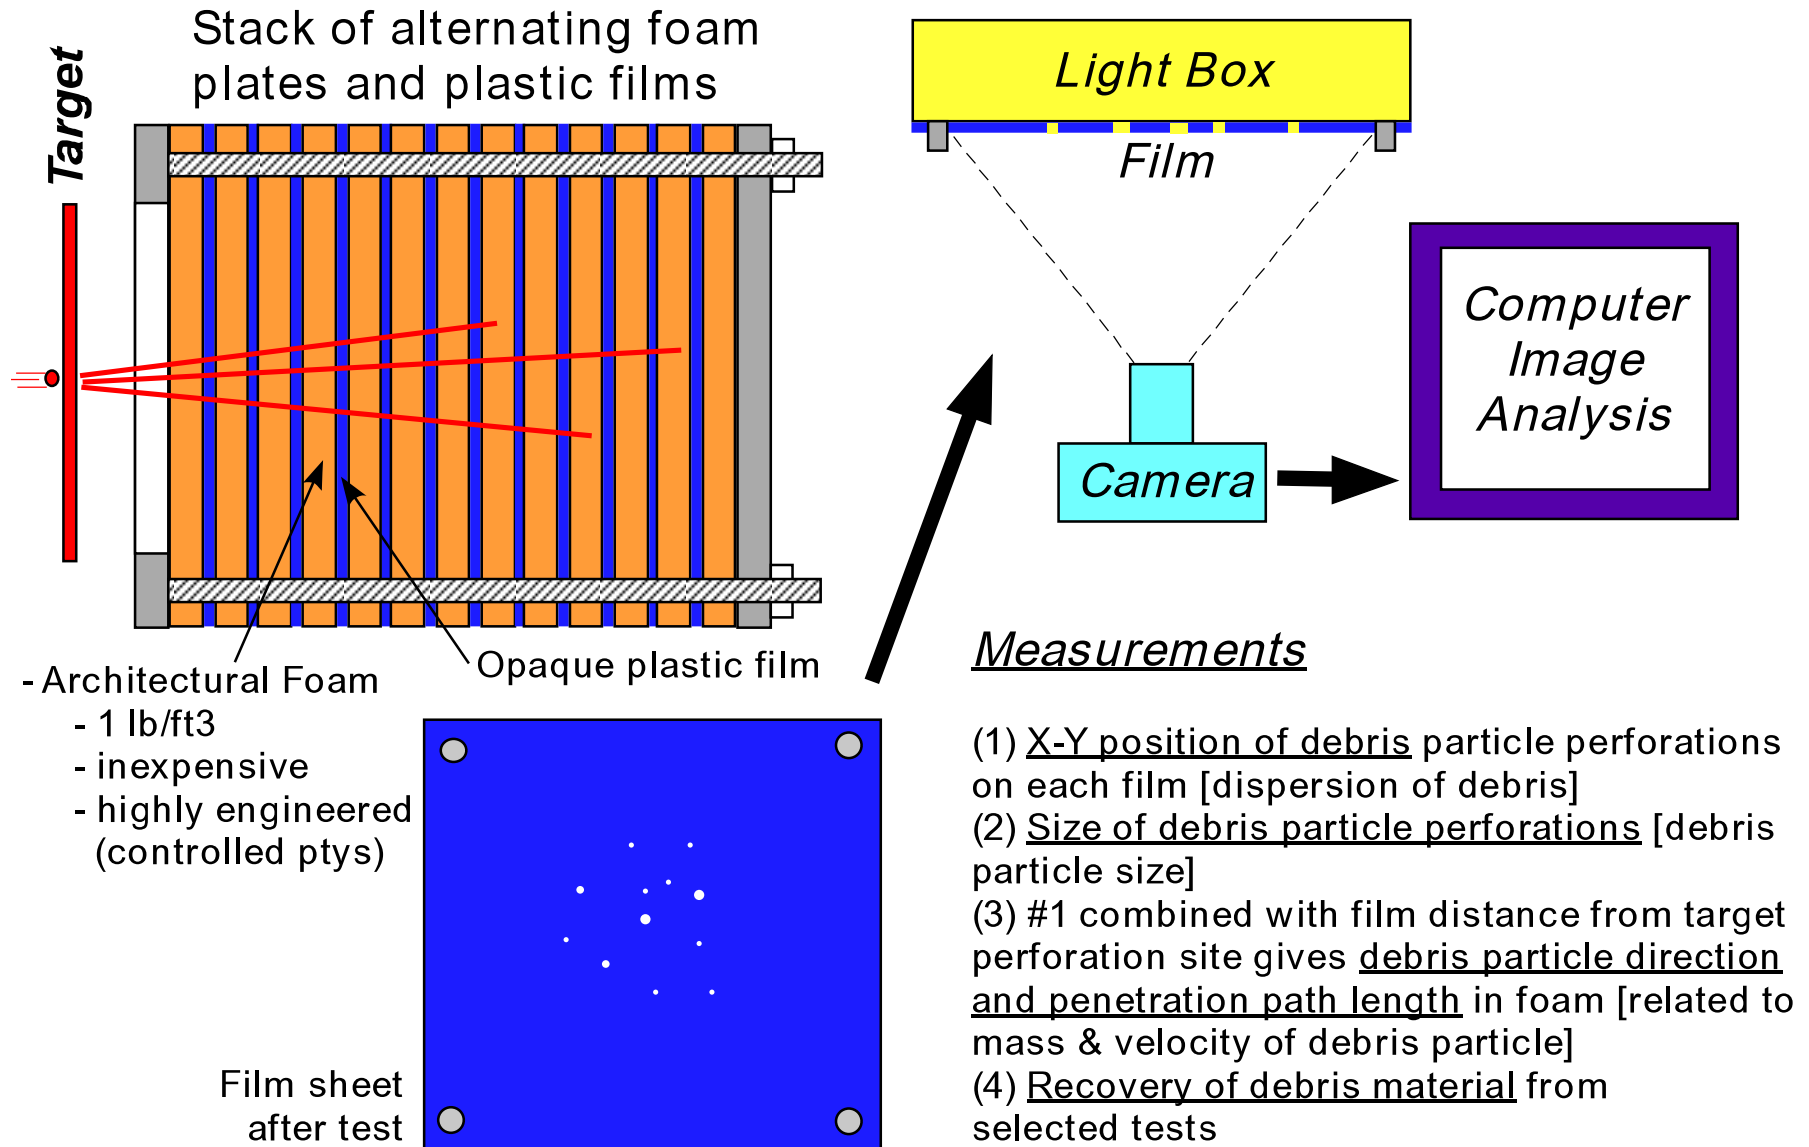 Stack of alternating foam
plates and plastic films
Target
Light Box
Film
Camera
Computer
Image
Analysis
- Architectural Foam
- 1 lb/ft3
- inexpensive
- highly engineered
(controlled ptys)
Opaque plastic film
Film sheet
after test
Measurements
(1) X-Y position of debris particle perforations
on each film [dispersion of debris]
(2) Size of debris particle perforations [debris
particle size]
(3) #1 combined with film distance from target
perforation site gives debris particle direction
and penetration path length in foam [related to
mass & velocity of debris particle]
(4) Recovery of debris material from
selected tests